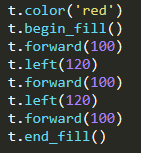 t.color('red')
t.begin_fill()
t.forward(100)
t.left(120)
t.forward(100)
t.left(120)
t.forward(100)
t.end_fill()